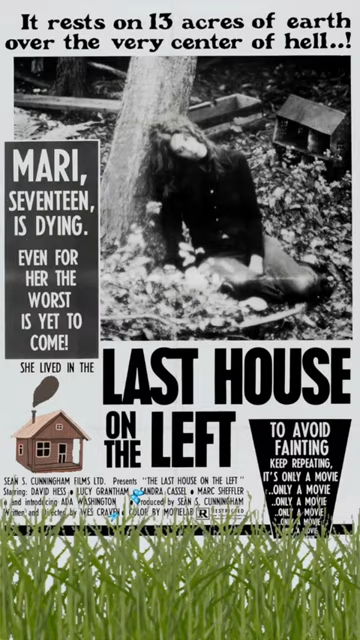 It rests on 13 acres of earth
over the very center of hell..!
MARI,
SEVENTEEN,
IS DYING.
EVEN FOR
HER THE
WORST
IS YET TO
COME!
SHE LIVED IN THE
LAST HOUSE
ON THE LEFT
TO AVOID
FAINTING
KEEP REPEATING,
IT'S ONLY A MOVIE
..ONLY A MOVIE
..ONLY A MOVIE
..ONLY A MOVIE
..ONLY A MOVIE
SEAN S. CUNNINGHAM FILMS LTD. Presents "THE LAST HOUSE ON THE LEFT"
Starring: DAVID HESS • LUCY GRANTHAM • SANDRA CASSEL • MARC SHEFFLER
• and introducing ADA WASHINGTON Produced by SEAN S. CUNNINGHAM
Written and Directed by WES CRAVEN • COLOR BY MOVIELAB R RESTRICTED